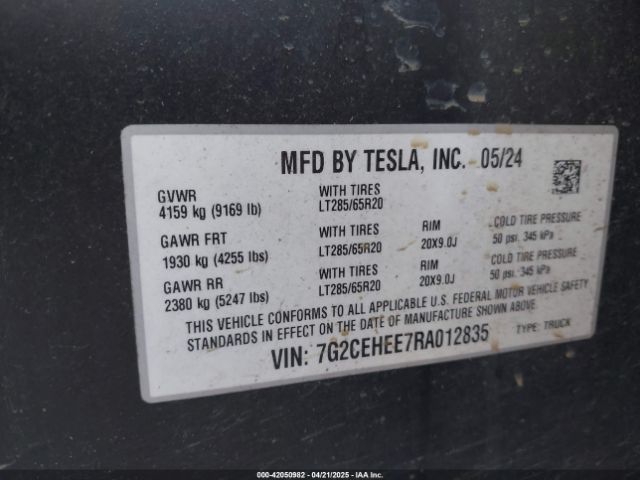 MFD BY TESLA, INC. 05/24
GVWR
4159 kg (9169 lb)
WITH TIRES
LT285/65R20
GAWR FRT
1930 kg (4255 lbs)
WITH TIRES
LT285/65R20
RIM
20X9.0J
COLD TIRE PRESSURE
50 psi, 345 kPa
GAWR RR
2380 kg (5247 lbs)
WITH TIRES
LT285/65R20
RIM
20X9.0J
COLD TIRE PRESSURE
50 psi, 345 kPa
THIS VEHICLE CONFORMS TO ALL APPLICABLE U.S. FEDERAL MOTOR VEHICLE SAFETY
STANDARDS IN EFFECT ON THE DATE OF MANUFACTURE SHOWN ABOVE.
VIN: 7G2CEHEE7RA012835 TYPE: TRUCK
000-42050982 - 04/21/2025 - IAA Inc.